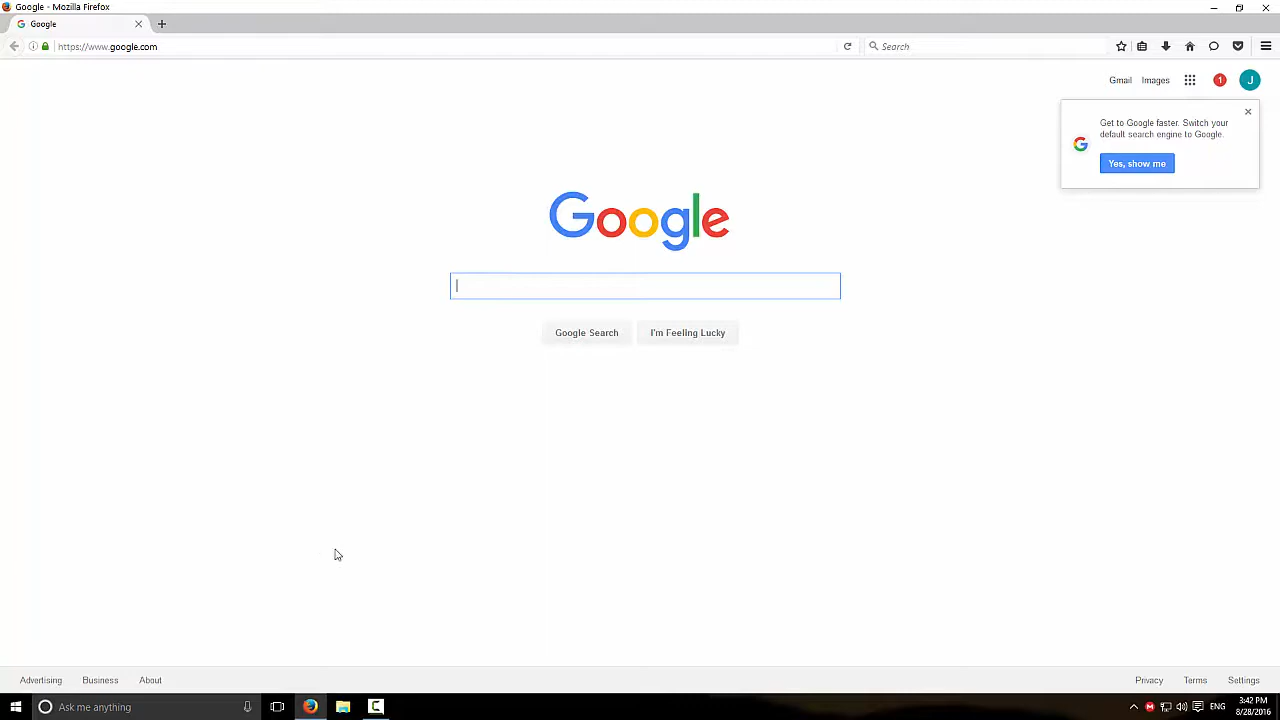 Google - Mozilla Firefox
Google
https://www.google.com
Search
Gmail Images 1 J
Get to Google faster. Switch your
default search engine to Google.
Yes, show me
Google
Google Search I'm Feeling Lucky
Advertising Business About Privacy Terms Settings
Ask me anything
ENG
3:42 PM
8/28/2016